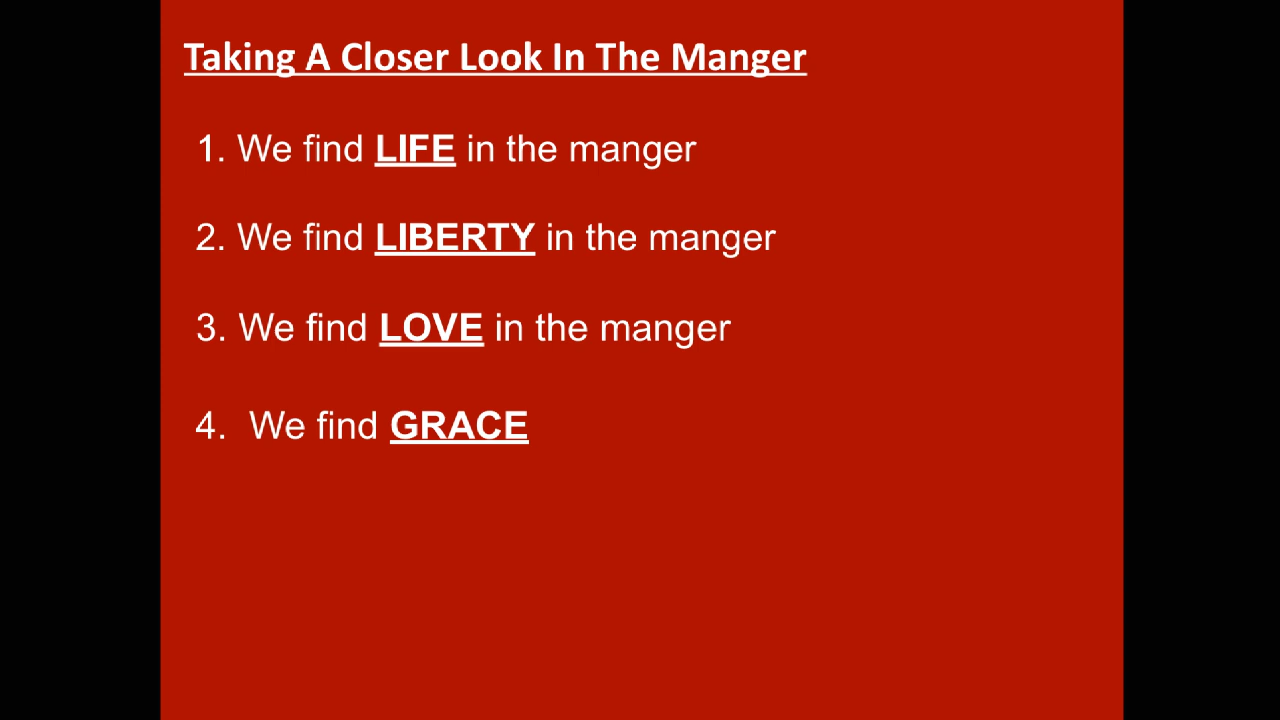 Taking A Closer Look In The Manger
1. We find LIFE in the manger
2. We find LIBERTY in the manger
3. We find LOVE in the manger
4.  We find GRACE